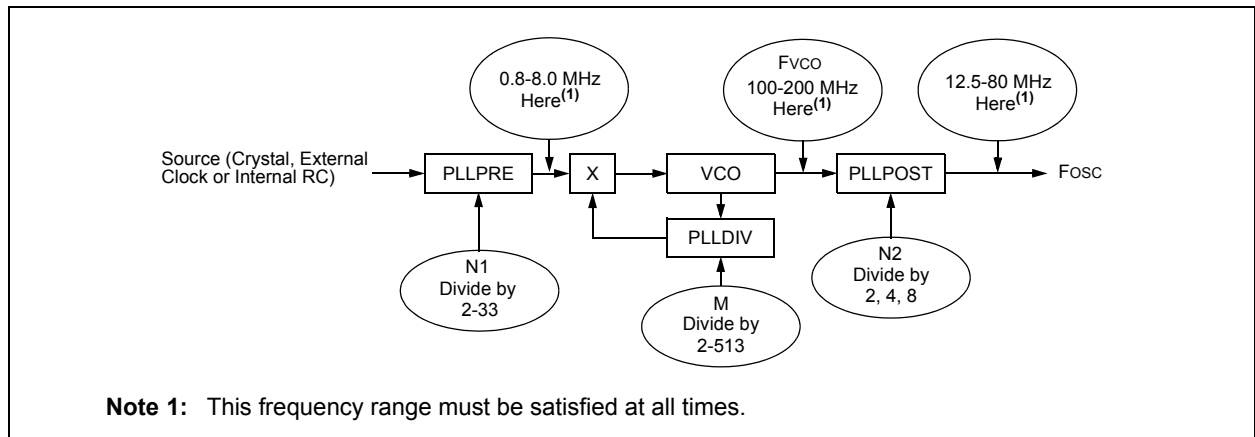 0.8-8.0 MHz
Here(1)
FVCO
100-200 MHz
Here(1)
12.5-80 MHz
Here(1)
Source (Crystal, External
Clock or Internal RC)
PLLPRE
X
VCO
PLLPOST
FOSC
PLLDIV
N1
Divide by
2-33
M
Divide by
2-513
N2
Divide by
2, 4, 8
Note 1: This frequency range must be satisfied at all times.